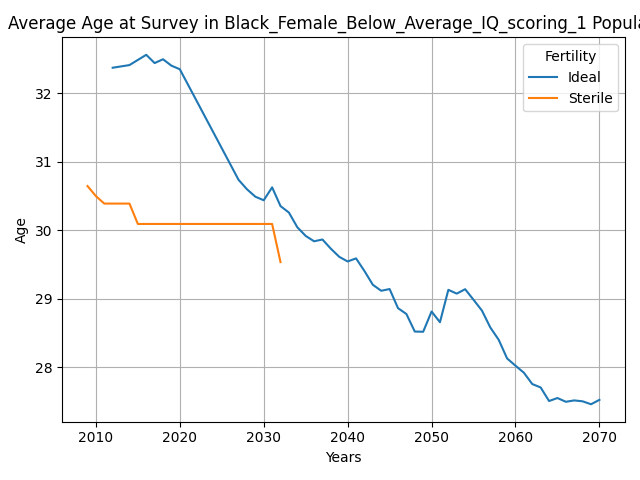 Average Age at Survey in Black_Female_Below_Average_IQ_scoring_1 Popula
Fertility
Ideal
Sterile
Age
32
31
30
29
28
2010 2020 2030 2040 2050 2060 2070
Years